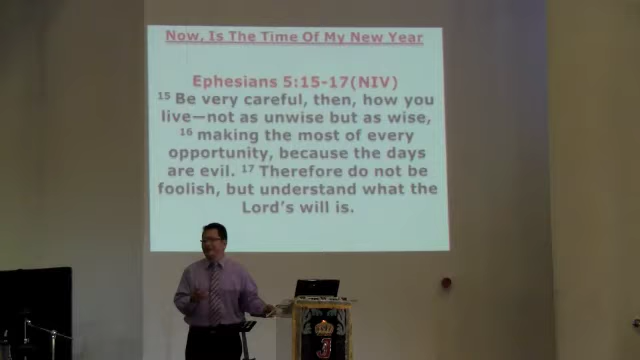 Now, Is The Time Of My New Year
Ephesians 5:15-17(NIV)
15 Be very careful, then, how you
live—not as unwise but as wise,
16 making the most of every
opportunity, because the days
are evil. 17 Therefore do not be
foolish, but understand what the
Lord's will is.
J